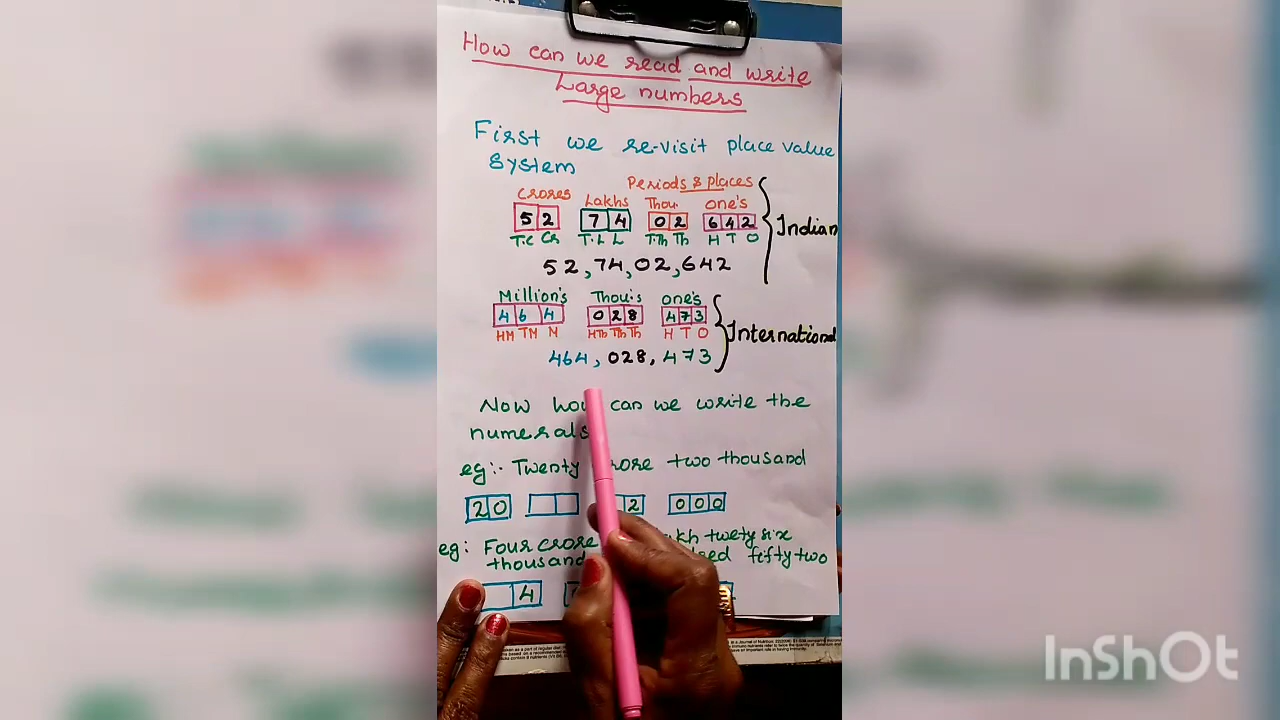 How can we read and write
Large numbers
First we re-visit place value
System
Periods & places
Crores Lakhs Thou. One's
5 2 7 4 0 2 6 4 2
T.C Cr T.L L T.Th Th H T O
Indian
52,74,02,642
Million's Thou's One's
4 6 4 0 2 8 4 7 3
HM TM M HTh TTh Th H T O
International
464, 028, 473
Now how can we write the
numerals
eg:- Twenty crore two thousand
2 0 2 0 0 0
eg: Four crore lakh twety six
thousand fifty two
4
InShOt